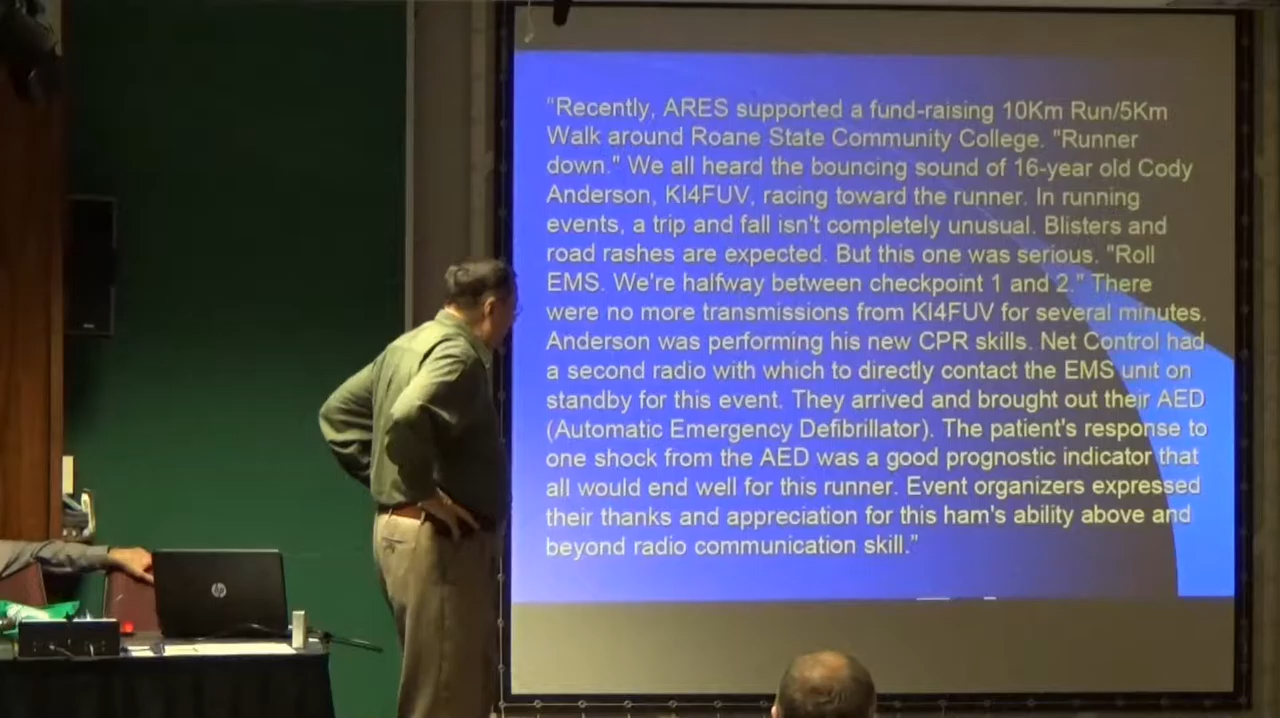 “Recently, ARES supported a fund-raising 10Km Run/5Km
Walk around Roane State Community College. "Runner
down." We all heard the bouncing sound of 16-year old Cody
Anderson, KI4FUV, racing toward the runner. In running
events, a trip and fall isn't completely unusual. Blisters and
road rashes are expected. But this one was serious. "Roll
EMS. We're halfway between checkpoint 1 and 2." There
were no more transmissions from KI4FUV for several minutes.
Anderson was performing his new CPR skills. Net Control had
a second radio with which to directly contact the EMS unit on
standby for this event. They arrived and brought out their AED
(Automatic Emergency Defibrillator). The patient's response to
one shock from the AED was a good prognostic indicator that
all would end well for this runner. Event organizers expressed
their thanks and appreciation for this ham's ability above and
beyond radio communication skill.”
hp